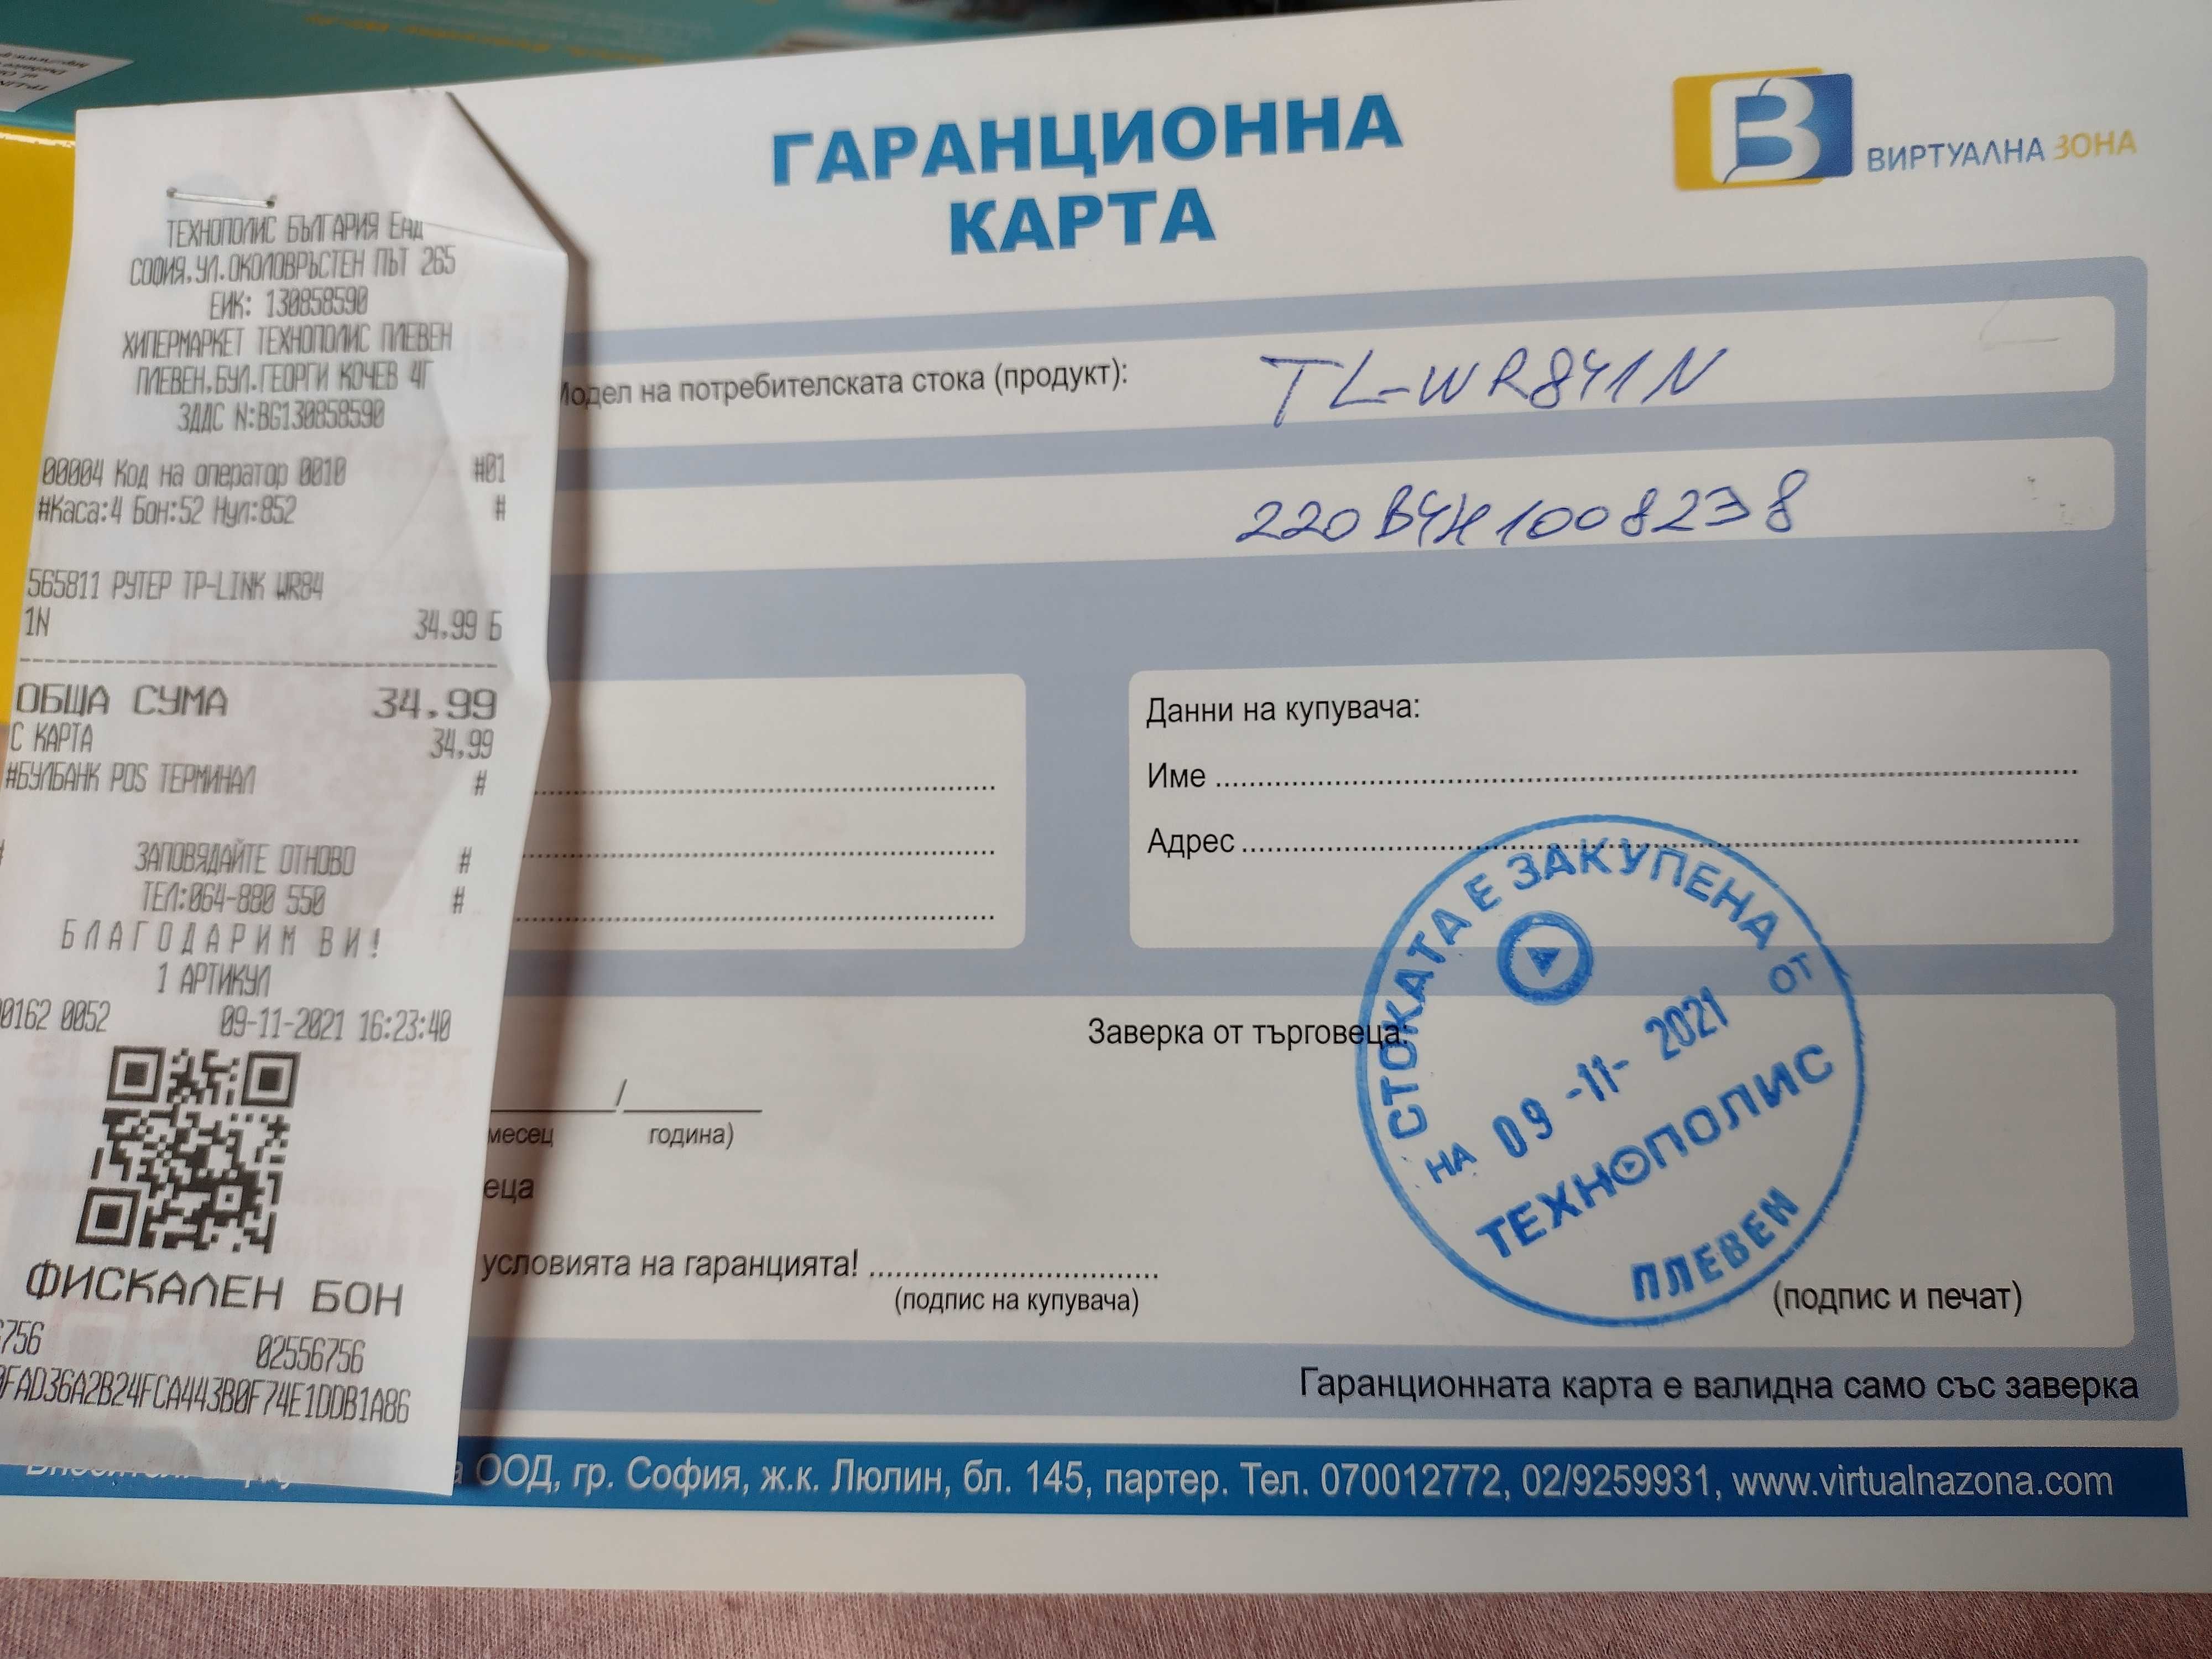 ТЕХНОПОЛИС БЪЛГАРИЯ ЕАД
СОФИЯ,УЛ.ОКОЛОВРЪСТЕН ПЪТ 265
ЕИК: 130858590
ХИПЕРМАРКЕТ ТЕХНОПОЛИС ПЛЕВЕН
ПЛЕВЕН,БУЛ.ГЕОРГИ КОЧЕВ 4Г
ЗДДС N:BG130858590
00004 Код на оператор 0010 #01
#Каса:4 Бон:52 Нул:852 #
565811 РУТЕР TP-LINK WR84
1N 34.99 Б
ОБЩА СУМА 34.99
С КАРТА 34.99
#БУЛБАНК POS ТЕРМИНАЛ #
ЗАПОВЯДАЙТЕ ОТНОВО #
ТЕЛ:064-880 550 #
БЛАГОДАРИМ ВИ!
1 АРТИКУЛ
00162 0052 09-11-2021 16:23:40
ФИСКАЛЕН БОН
756 02556756
FAD36A2B24FCA443B0F74E1DDB1A86
ГАРАНЦИОННА
КАРТА
В ВИРТУАЛНА ЗОНА
Модел на потребителската стока (продукт): TL-WR841N
220B4H1008238
Данни на купувача:
Име
Адрес
Заверка от търговеца:
СТОКАТА Е ЗАКУПЕНА ОТ
НА 09-11-2021
ТЕХНОПОЛИС
ПЛЕВЕН
/
месец година)
еца
условията на гаранцията!
(подпис на купувача)
(подпис и печат)
Гаранционната карта е валидна само със заверка
ООД, гр. София, ж.к. Люлин, бл. 145, партер. Тел. 070012772, 02/9259931, www.virtualnazona.com